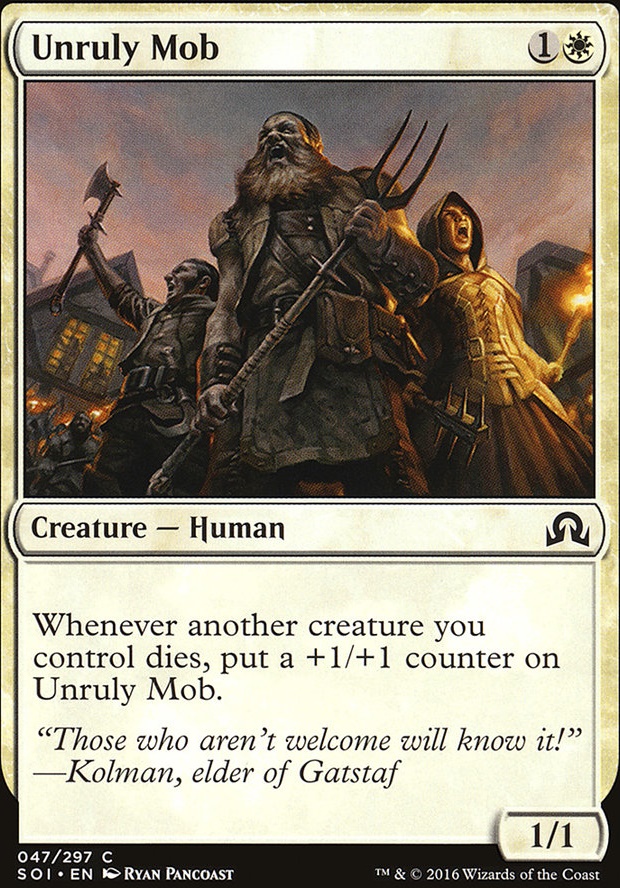 Unruly Mob 1
Creature — Human
Whenever another creature you
control dies, put a +1/+1 counter on
Unruly Mob.
“Those who aren’t welcome will know it!”
—Kolman, elder of Gatstaf
1/1
047/297 C
SOI • EN Ryan Pancoast
™ & © 2016 Wizards of the Coast